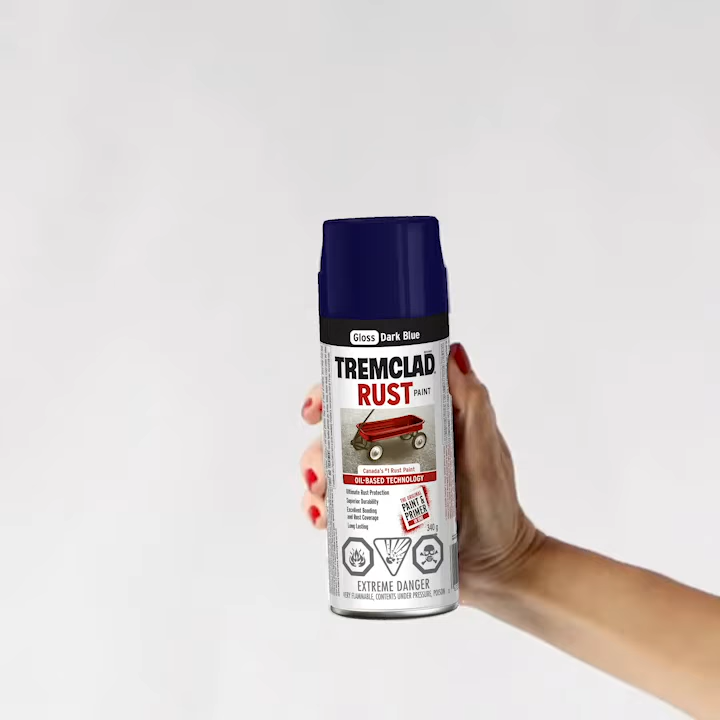 Gloss Dark Blue
TREMCLAD
RUST PAINT
Canada's #1 Rust Paint
OIL-BASED TECHNOLOGY
Ultimate Rust Protection
Superior Durability
Excellent Bonding
and Rust Coverage
Long Lasting
THE ORIGINAL
PAINT &
PRIMER
340 g
EXTREME DANGER
VERY FLAMMABLE, CONTENTS UNDER PRESSURE, POISON